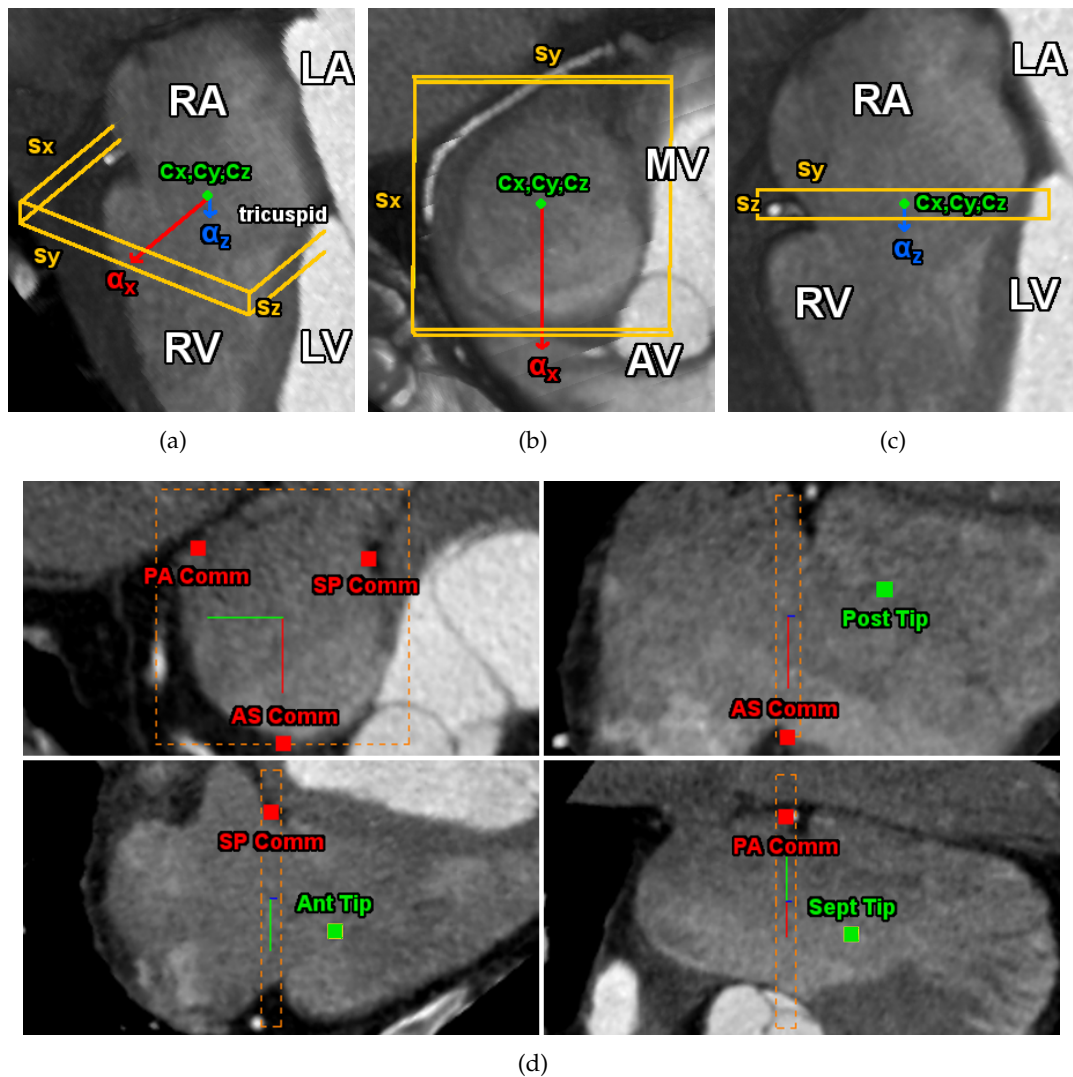 LA
RA
Sx
Cx,Cy,Cz
tricuspid
αz
Sy
αx
Sz
RV
LV
(a)
Sy
MV
Cx,Cy,Cz
Sx
AV
αx
(b)
LA
RA
Sy
Sz
Cx,Cy,Cz
αz
RV
LV
(c)
PA Comm
SP Comm
AS Comm
Post Tip
AS Comm
SP Comm
Ant Tip
PA Comm
Sept Tip
(d)